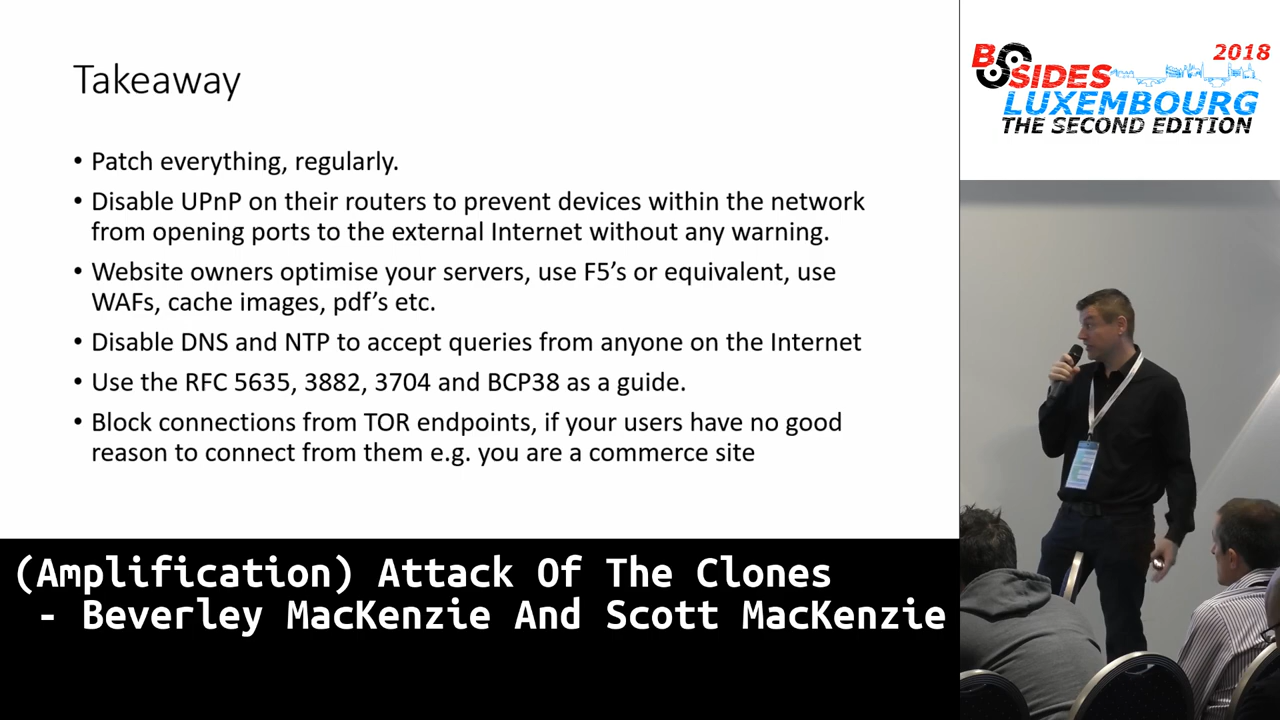 Takeaway
• Patch everything, regularly.
• Disable UPnP on their routers to prevent devices within the network
from opening ports to the external Internet without any warning.
• Website owners optimise your servers, use F5's or equivalent, use
WAFs, cache images, pdf's etc.
• Disable DNS and NTP to accept queries from anyone on the Internet
• Use the RFC 5635, 3882, 3704 and BCP38 as a guide.
• Block connections from TOR endpoints, if your users have no good
reason to connect from them e.g. you are a commerce site
2018
BSIDES
LUXEMBOURG
THE SECOND EDITION
(Amplification) Attack Of The Clones
- Beverley MacKenzie And Scott MacKenzie